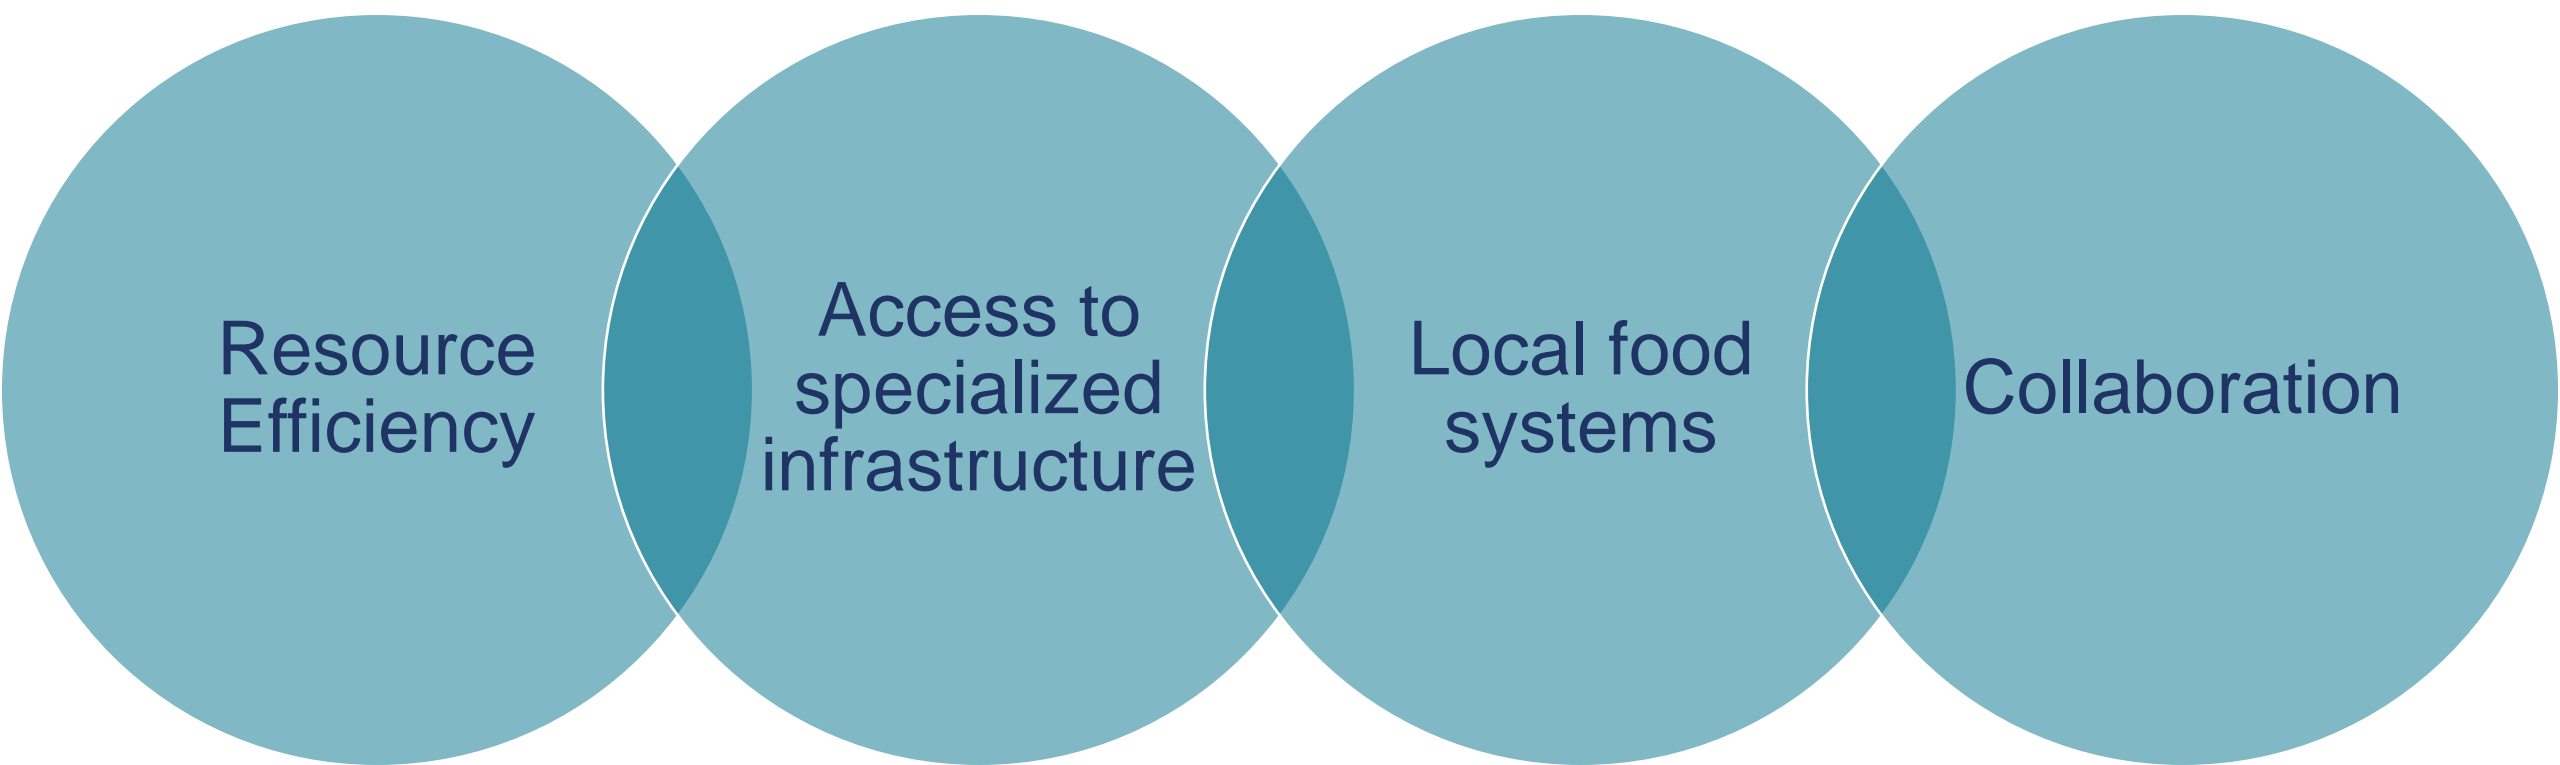 Resource
Efficiency
Access to
specialized
infrastructure
Local food
systems
Collaboration